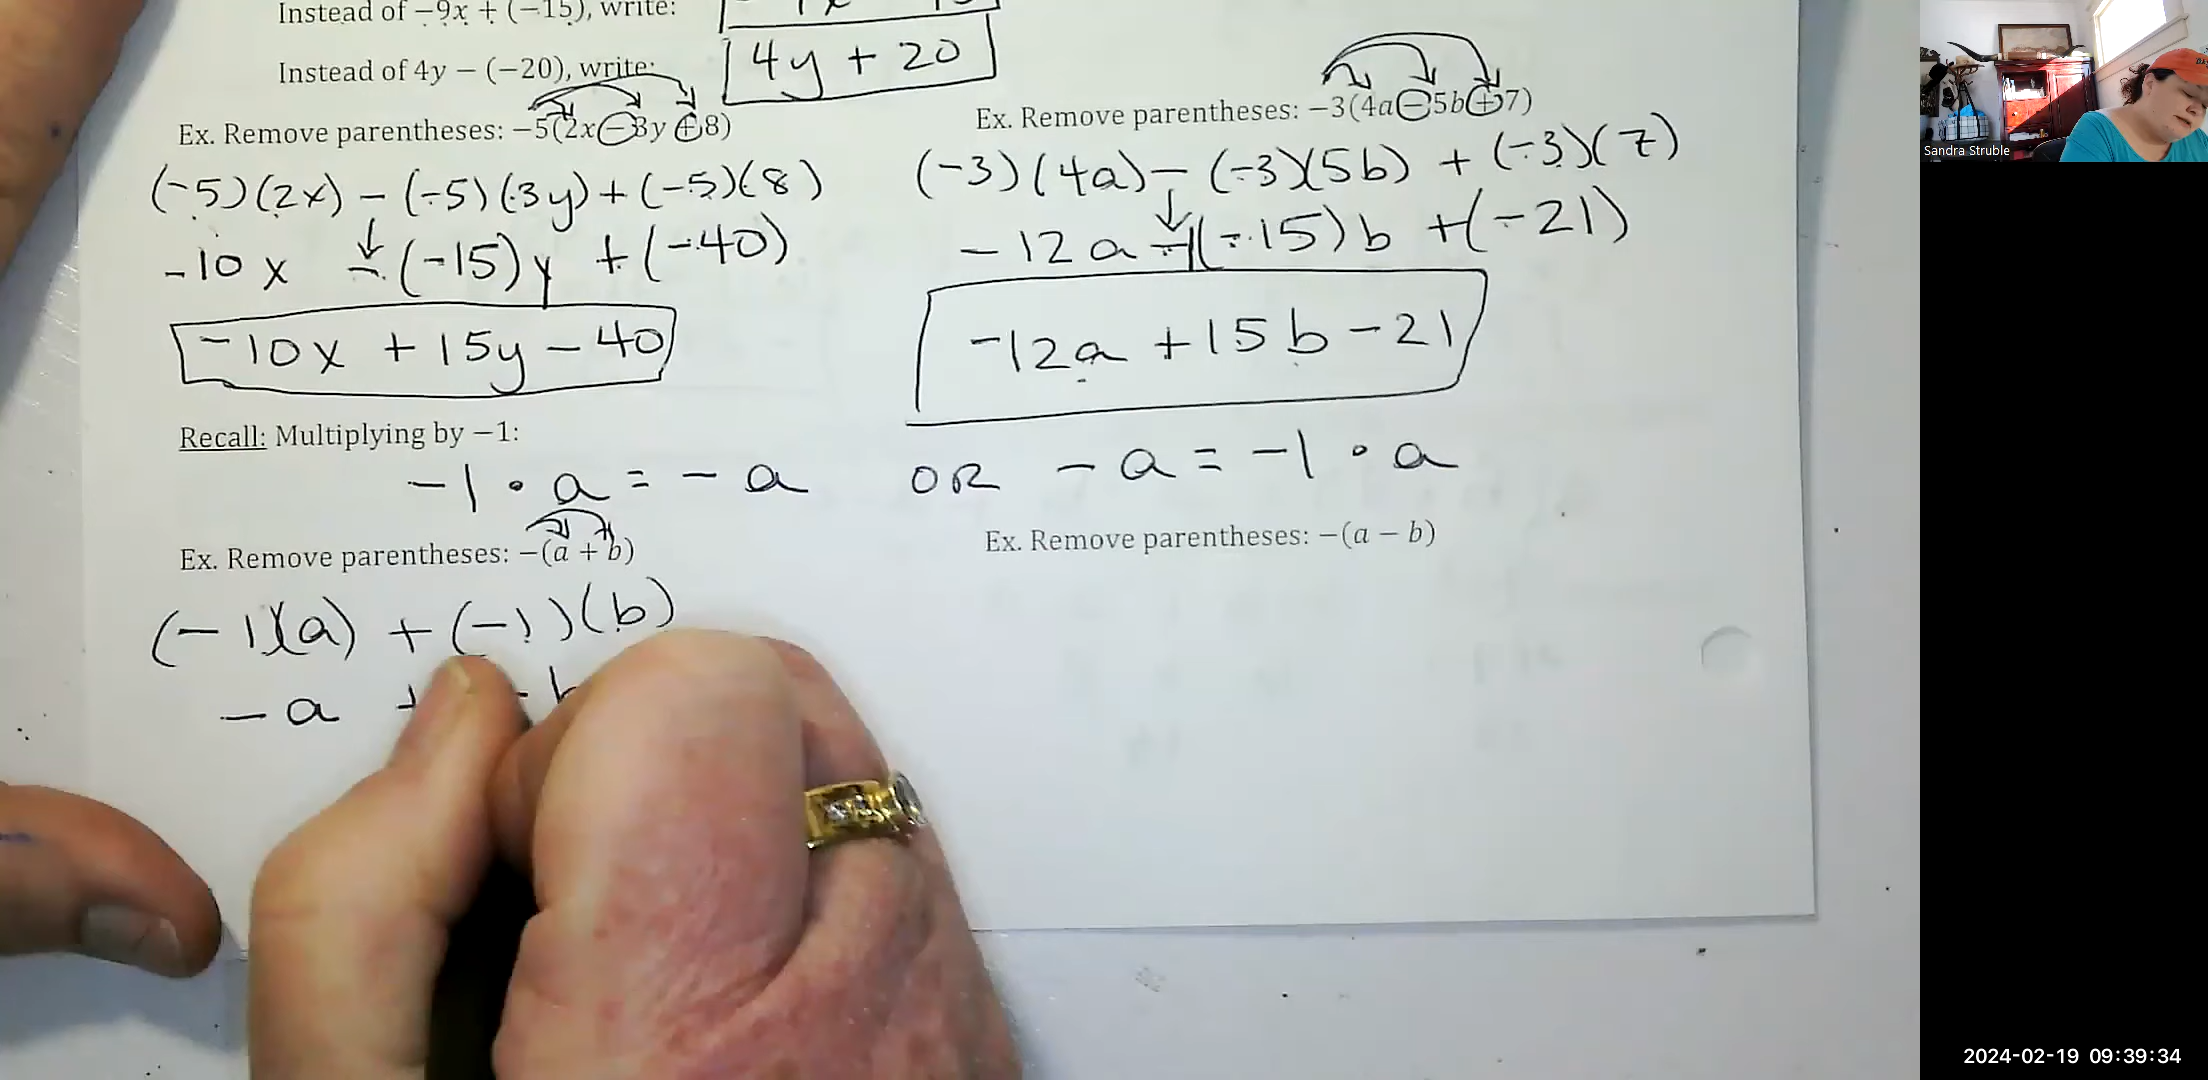 Instead of −9x + (−15), write:
Instead of 4y − (−20), write:
4y + 20
Ex. Remove parentheses: −5(2x − 3y + 8)
(-5)(2x) - (-5)(3y) + (-5)(8)
-10x - (-15)y + (-40)
-10x + 15y - 40
Ex. Remove parentheses: −3(4a − 5b + 7)
(-3)(4a) - (-3)(5b) + (-3)(7)
-12a - (-15)b + (-21)
-12a + 15b - 21
Recall: Multiplying by −1:
-1 · a = -a OR -a = -1 · a
Ex. Remove parentheses: −(a + b)
(-1)(a) + (-1)(b)
-a +
Ex. Remove parentheses: −(a − b)
Sandra Struble
2024-02-19 09:39:34